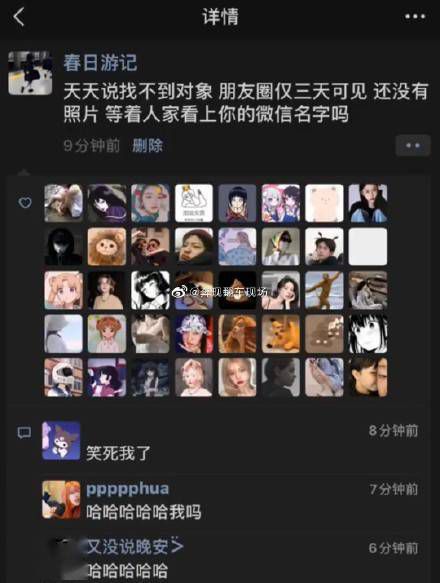 详情
春日游记
天天说找不到对象 朋友圈仅三天可见 还没有
照片 等着人家看上你的微信名字吗
9分钟前 删除
@奔现翻车现场
8分钟前
笑死我了
ppppphua 7分钟前
哈哈哈哈哈我吗
又没说晚安 6分钟前
哈哈哈哈哈